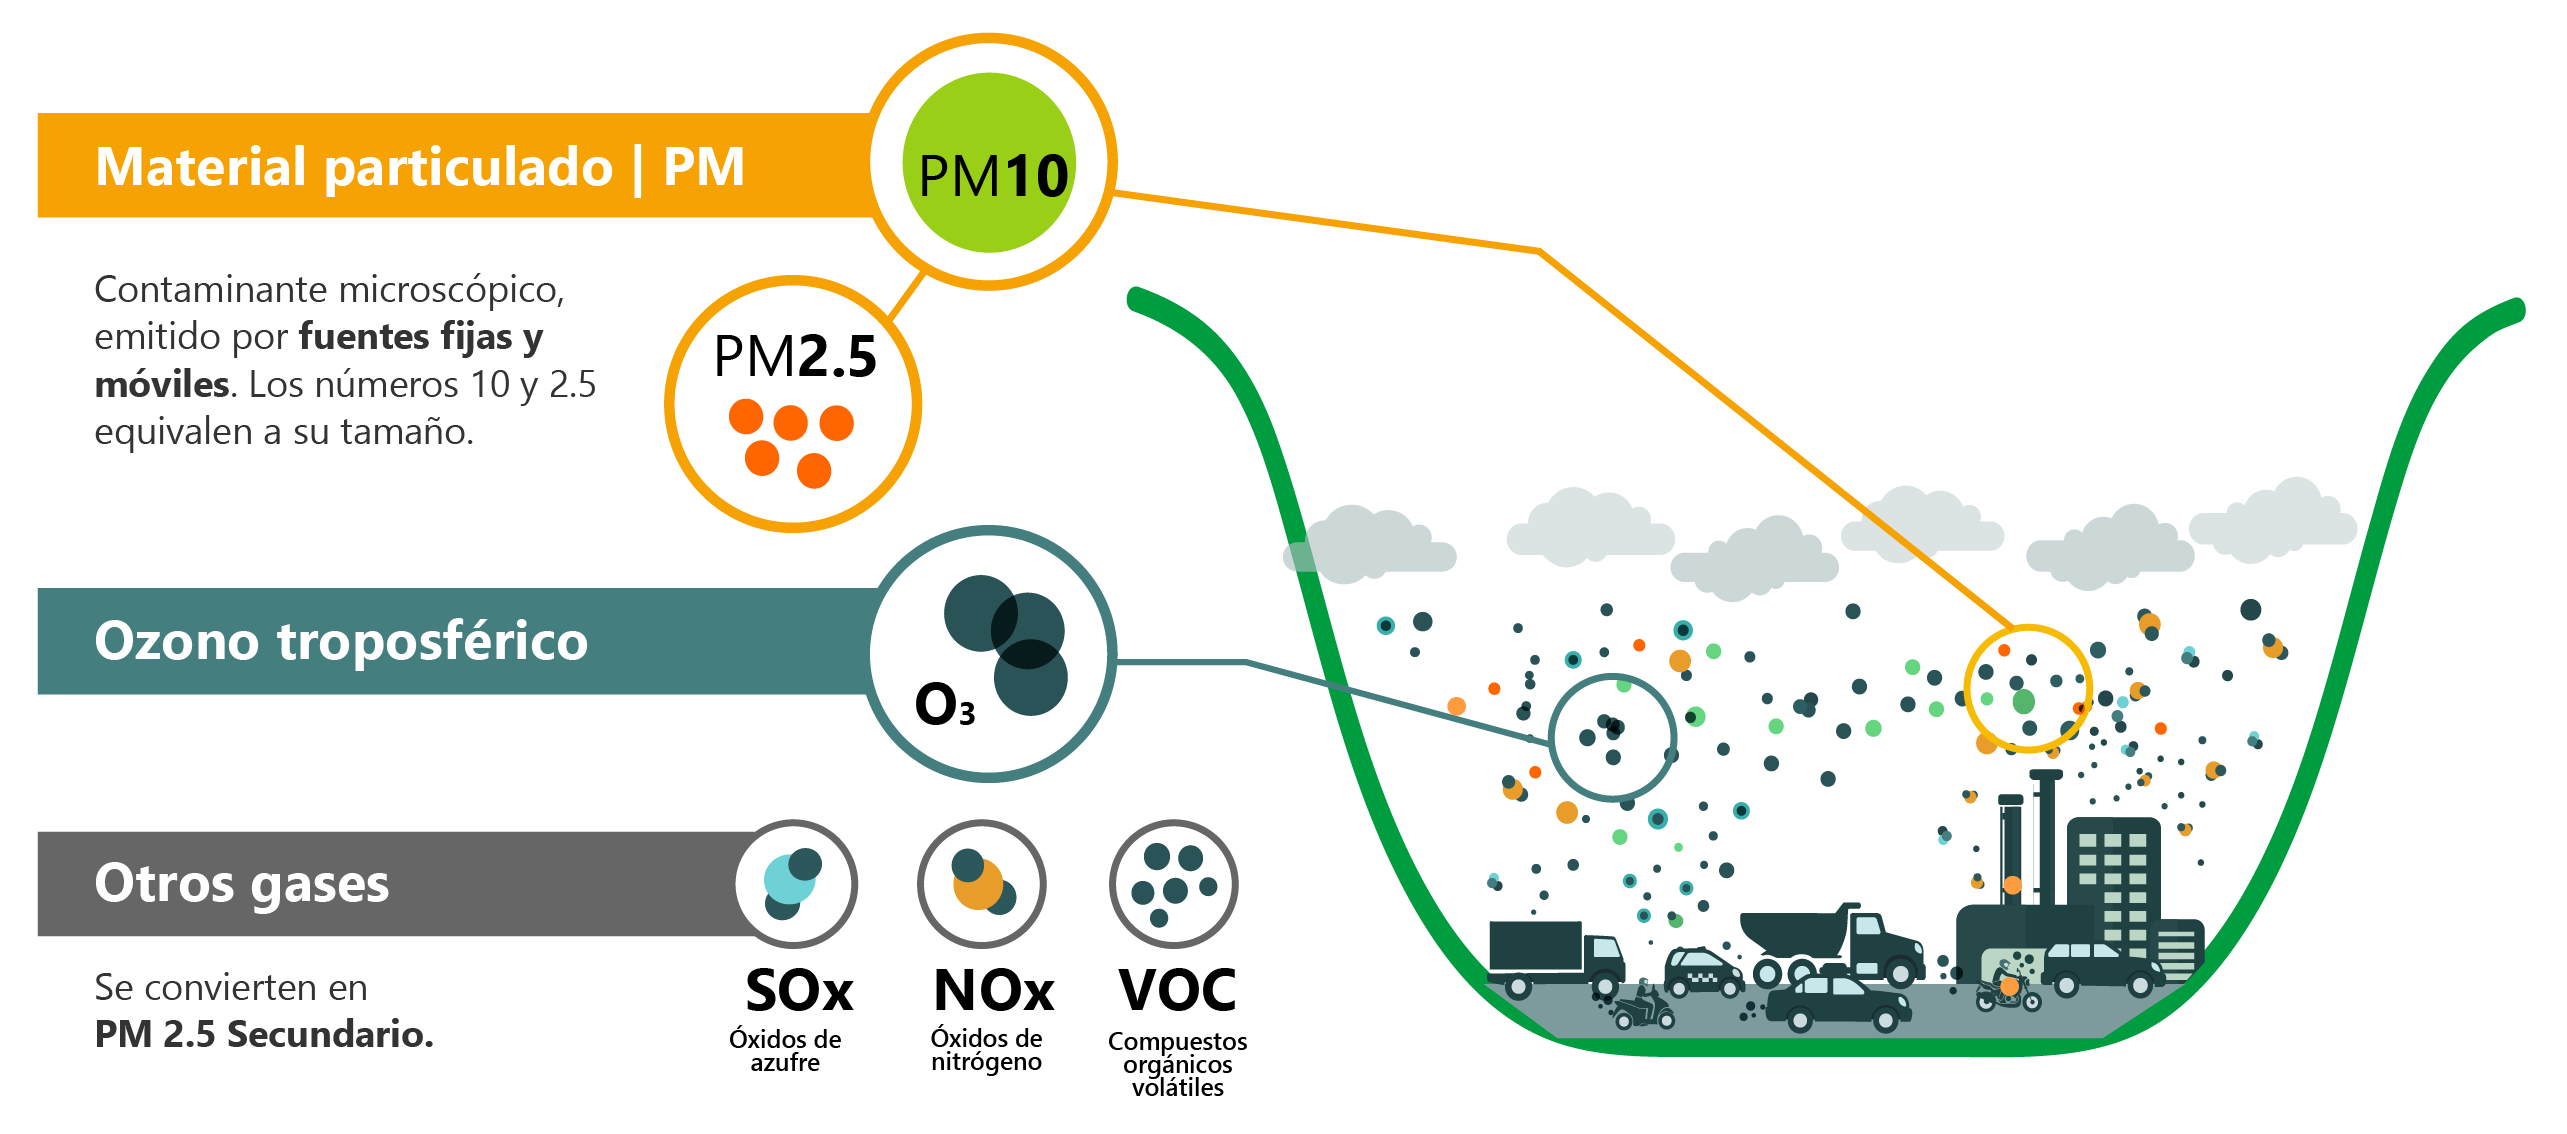 Material particulado | PM
PM10
Contaminante microscópico,
emitido por fuentes fijas y
móviles. Los números 10 y 2.5
equivalen a su tamaño.
PM2.5
Ozono troposférico
O₃
Otros gases
Se convierten en
PM 2.5 Secundario.
SOx
Óxidos de
azufre
NOx
Óxidos de
nitrógeno
VOC
Compuestos
orgánicos
volátiles